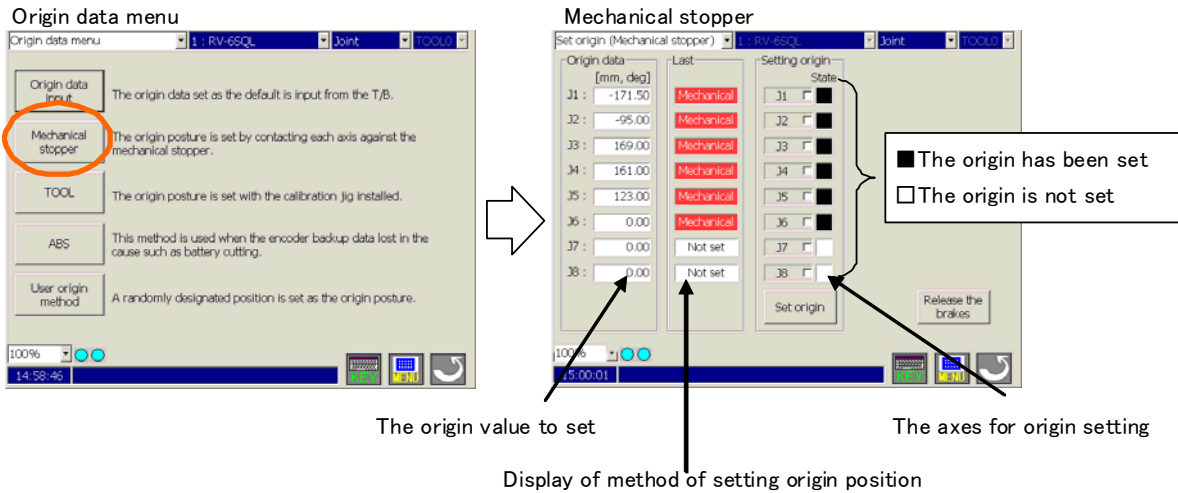 Origin data menu
Origin data menu
1 : RV-6SQL
Joint
TOOL0
Origin data input
The origin data set as the default is input from the T/B.
Mechanical stopper
The origin posture is set by contacting each axis against the mechanical stopper.
TOOL
The origin posture is set with the calibration jig installed.
ABS
This method is used when the encoder backup data lost in the cause such as battery cutting.
User origin method
A randomly designated position is set as the origin posture.
100%
14:58:46
KEY
MENU
Mechanical stopper
Set origin (Mechanical stopper)
1 : RV-6SQL
Joint
TOOL0
Origin data
Last
Setting origin
[mm, deg]
State
J1 : -171.50 Mechanical J1
J2 : -95.00 Mechanical J2
J3 : 169.00 Mechanical J3
J4 : 161.00 Mechanical J4
J5 : 123.00 Mechanical J5
J6 : 0.00 Mechanical J6
J7 : 0.00 Not set J7
J8 : 0.00 Not set J8
Set origin
Release the brakes
100%
15:00:01
KEY
MENU
■The origin has been set
□The origin is not set
The origin value to set
The axes for origin setting
Display of method of setting origin position